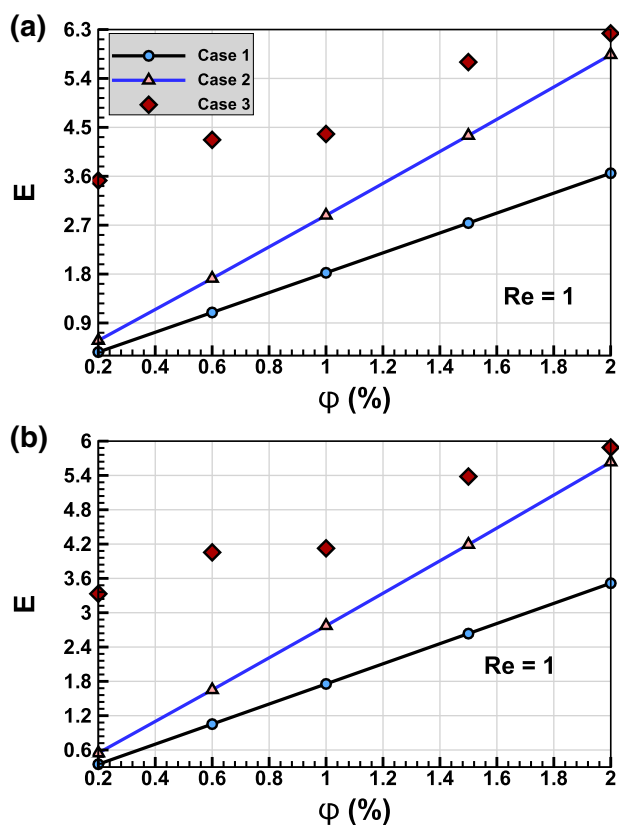 (a)
6.3
5.4
4.5
3.6
2.7
1.8
0.9
E
Case 1
Case 2
Case 3
Re = 1
0.2 0.4 0.6 0.8 1 1.2 1.4 1.6 1.8 2
φ (%)
(b)
6
5.4
4.8
4.2
3.6
3
2.4
1.8
1.2
0.6
E
Re = 1
0.2 0.4 0.6 0.8 1 1.2 1.4 1.6 1.8 2
φ (%)